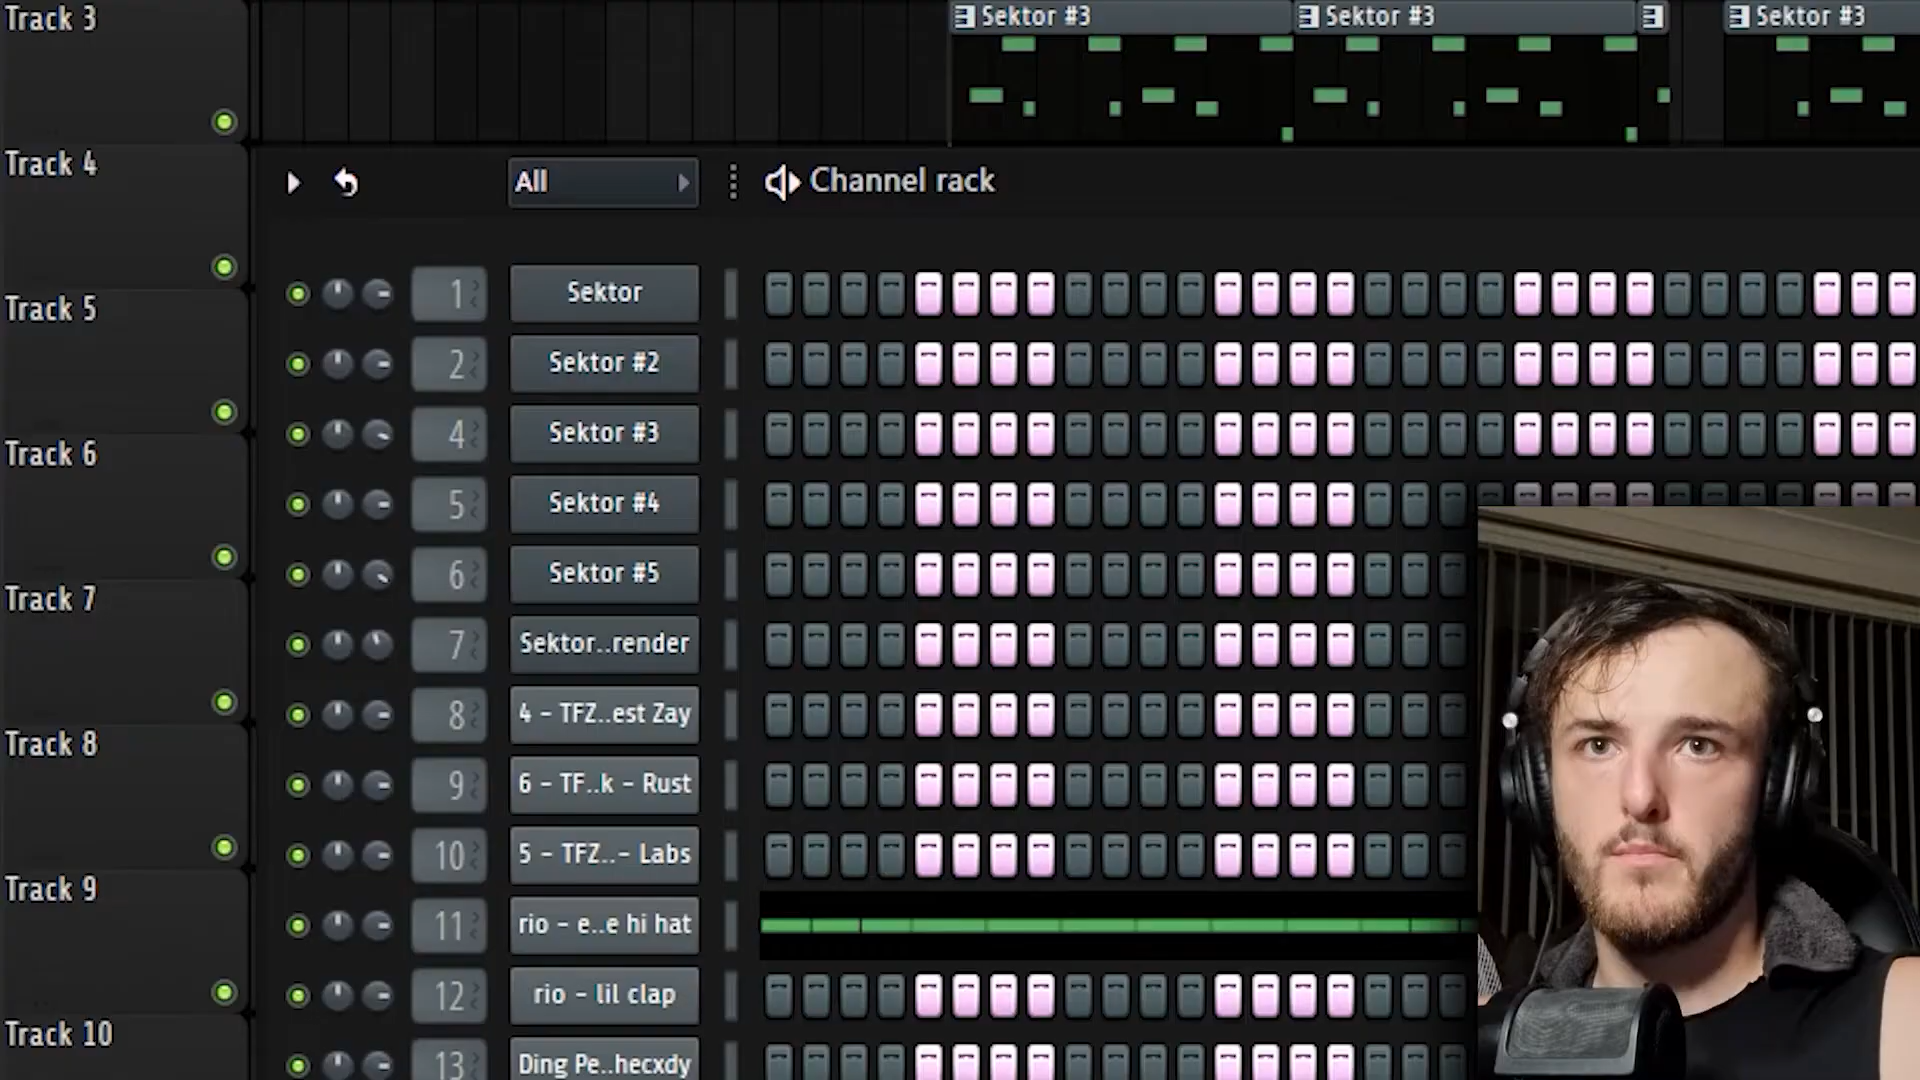 Track 3
Sektor #3
Sektor #3
Sektor #3
Track 4
All
Channel rack
1
Sektor
Track 5
2
Sektor #2
4
Sektor #3
Track 6
5
Sektor #4
6
Sektor #5
Track 7
7
Sektor..render
8
4 - TFZ..est Zay
Track 8
9
6 - TF..k - Rust
10
5 - TFZ..- Labs
Track 9
11
rio - e..e hi hat
12
rio - lil clap
Track 10
13
Ding Pe..hecxdy